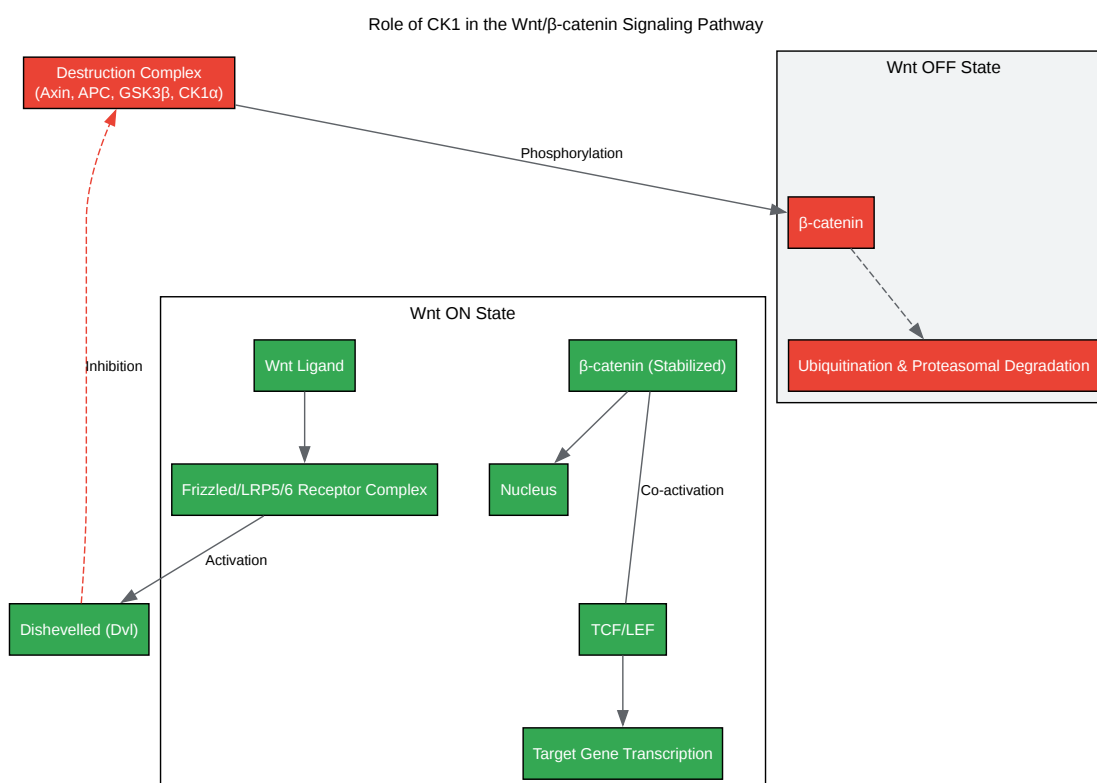 Role of CK1 in the Wnt/β-catenin Signaling Pathway
Destruction Complex
(Axin, APC, GSK3β, CK1α)
Wnt OFF State
Phosphorylation
β-catenin
Wnt ON State
Inhibition
Wnt Ligand
β-catenin (Stabilized)
Ubiquitination & Proteasomal Degradation
Frizzled/LRP5/6 Receptor Complex
Nucleus
Co-activation
Activation
Dishevelled (Dvl)
TCF/LEF
Target Gene Transcription